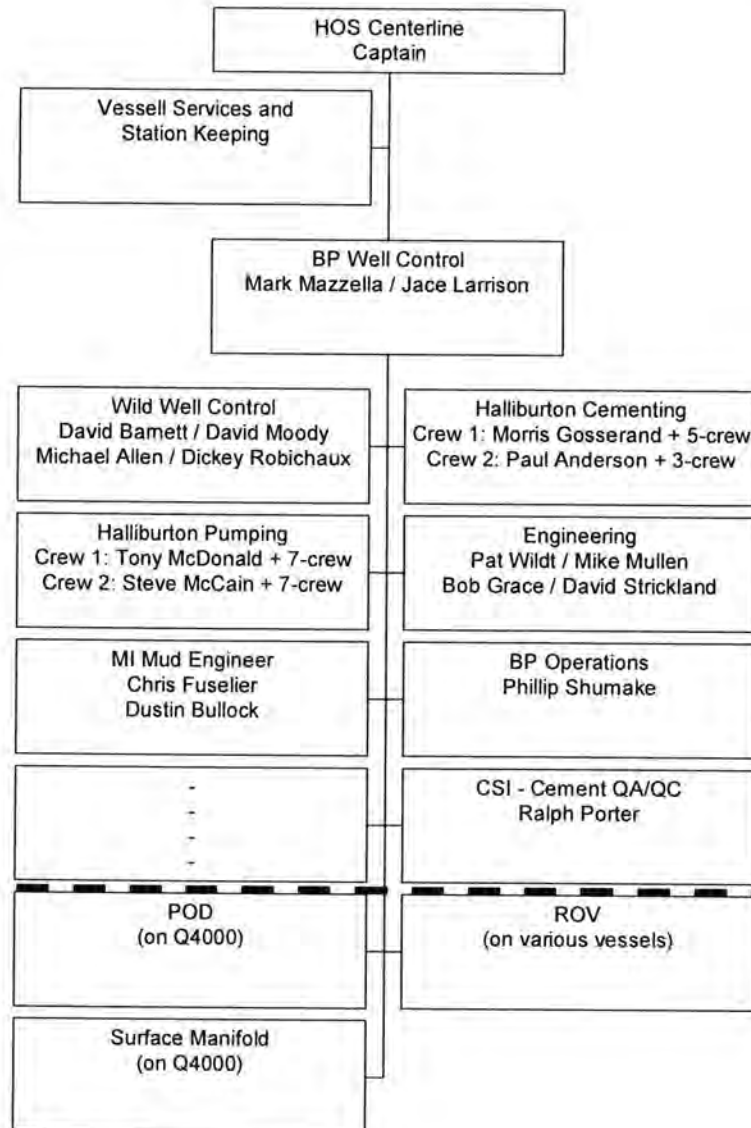 HOS Centerline
Captain
Vessell Services and
Station Keeping
BP Well Control
Mark Mazzella / Jace Larrison
Wild Well Control
David Barnett / David Moody
Michael Allen / Dickey Robichaux
Halliburton Cementing
Crew 1: Morris Gosserand + 5-crew
Crew 2: Paul Anderson + 3-crew
Halliburton Pumping
Crew 1: Tony McDonald + 7-crew
Crew 2: Steve McCain + 7-crew
Engineering
Pat Wildt / Mike Mullen
Bob Grace / David Strickland
MI Mud Engineer
Chris Fuselier
Dustin Bullock
BP Operations
Phillip Shumake
-
-
-
-
CSI - Cement QA/QC
Ralph Porter
POD
(on Q4000)
ROV
(on various vessels)
Surface Manifold
(on Q4000)